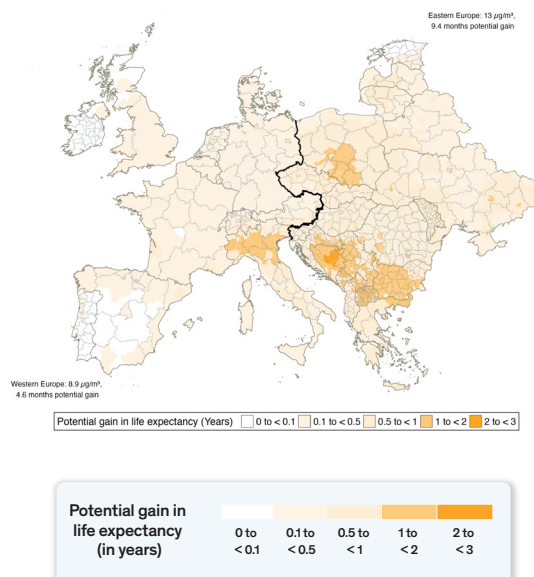 Eastern Europe: 13 µg/m³,
9.4 months potential gain
Western Europe: 8.9 µg/m³,
4.6 months potential gain
Potential gain in life expectancy (Years) 0 to < 0.1 0.1 to < 0.5 0.5 to < 1 1 to < 2 2 to < 3
Potential gain in
life expectancy
(in years)
0 to 0.1 to 0.5 to 1 to 2 to
< 0.1 < 0.5 < 1 < 2 < 3